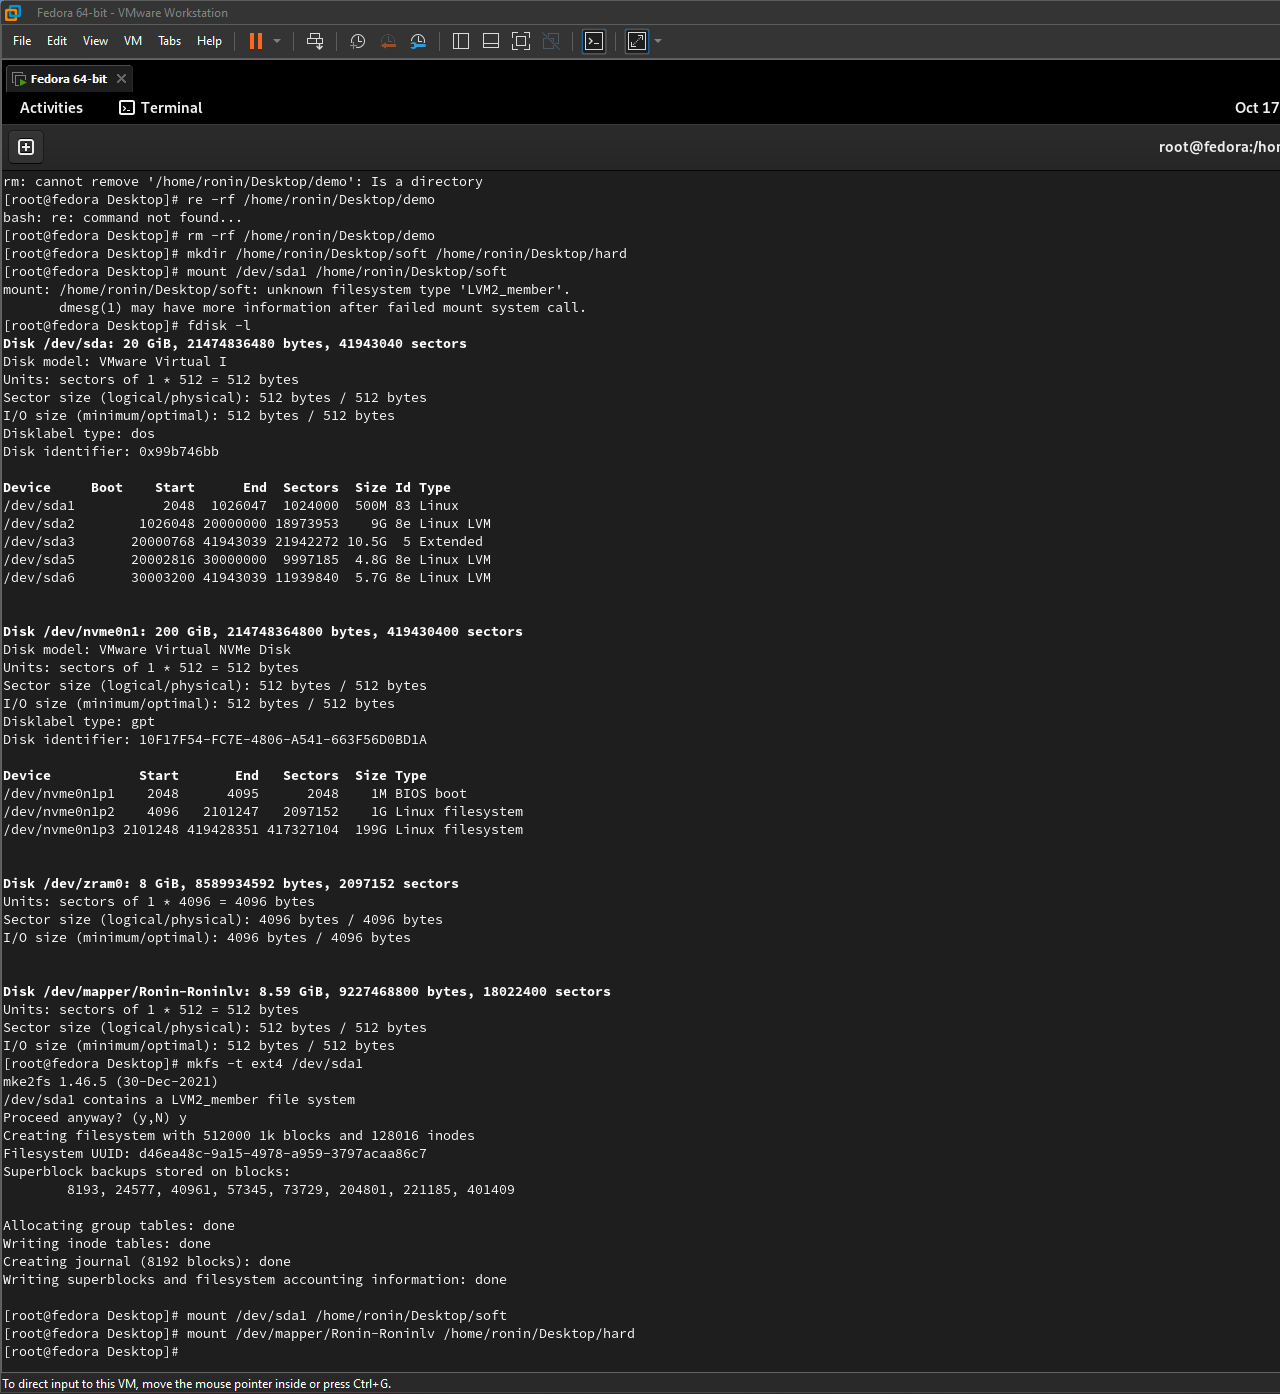 Fedora 64-bit - VMware Workstation
File Edit View VM Tabs Help
Fedora 64-bit
Activities Terminal Oct 17
root@fedora:/hor
rm: cannot remove '/home/ronin/Desktop/demo': Is a directory
[root@fedora Desktop]# re -rf /home/ronin/Desktop/demo
bash: re: command not found...
[root@fedora Desktop]# rm -rf /home/ronin/Desktop/demo
[root@fedora Desktop]# mkdir /home/ronin/Desktop/soft /home/ronin/Desktop/hard
[root@fedora Desktop]# mount /dev/sda1 /home/ronin/Desktop/soft
mount: /home/ronin/Desktop/soft: unknown filesystem type 'LVM2_member'.
       dmesg(1) may have more information after failed mount system call.
[root@fedora Desktop]# fdisk -l
Disk /dev/sda: 20 GiB, 21474836480 bytes, 41943040 sectors
Disk model: VMware Virtual I
Units: sectors of 1 * 512 = 512 bytes
Sector size (logical/physical): 512 bytes / 512 bytes
I/O size (minimum/optimal): 512 bytes / 512 bytes
Disklabel type: dos
Disk identifier: 0x99b746bb
Device     Boot    Start      End  Sectors  Size Id Type
/dev/sda1           2048  1026047  1024000  500M 83 Linux
/dev/sda2        1026048 20000000 18973953    9G 8e Linux LVM
/dev/sda3       20000768 41943039 21942272 10.5G  5 Extended
/dev/sda5       20002816 30000000  9997185  4.8G 8e Linux LVM
/dev/sda6       30003200 41943039 11939840  5.7G 8e Linux LVM
Disk /dev/nvme0n1: 200 GiB, 214748364800 bytes, 419430400 sectors
Disk model: VMware Virtual NVMe Disk
Units: sectors of 1 * 512 = 512 bytes
Sector size (logical/physical): 512 bytes / 512 bytes
I/O size (minimum/optimal): 512 bytes / 512 bytes
Disklabel type: gpt
Disk identifier: 10F17F54-FC7E-4806-A541-663F56D0BD1A
Device           Start       End   Sectors  Size Type
/dev/nvme0n1p1    2048      4095      2048    1M BIOS boot
/dev/nvme0n1p2    4096   2101247   2097152    1G Linux filesystem
/dev/nvme0n1p3 2101248 419428351 417327104  199G Linux filesystem
Disk /dev/zram0: 8 GiB, 8589934592 bytes, 2097152 sectors
Units: sectors of 1 * 4096 = 4096 bytes
Sector size (logical/physical): 4096 bytes / 4096 bytes
I/O size (minimum/optimal): 4096 bytes / 4096 bytes
Disk /dev/mapper/Ronin-Roninlv: 8.59 GiB, 9227468800 bytes, 18022400 sectors
Units: sectors of 1 * 512 = 512 bytes
Sector size (logical/physical): 512 bytes / 512 bytes
I/O size (minimum/optimal): 512 bytes / 512 bytes
[root@fedora Desktop]# mkfs -t ext4 /dev/sda1
mke2fs 1.46.5 (30-Dec-2021)
/dev/sda1 contains a LVM2_member file system
Proceed anyway? (y,N) y
Creating filesystem with 512000 1k blocks and 128016 inodes
Filesystem UUID: d46ea48c-9a15-4978-a959-3797acaa86c7
Superblock backups stored on blocks:
        8193, 24577, 40961, 57345, 73729, 204801, 221185, 401409
Allocating group tables: done
Writing inode tables: done
Creating journal (8192 blocks): done
Writing superblocks and filesystem accounting information: done
[root@fedora Desktop]# mount /dev/sda1 /home/ronin/Desktop/soft
[root@fedora Desktop]# mount /dev/mapper/Ronin-Roninlv /home/ronin/Desktop/hard
[root@fedora Desktop]#
To direct input to this VM, move the mouse pointer inside or press Ctrl+G.